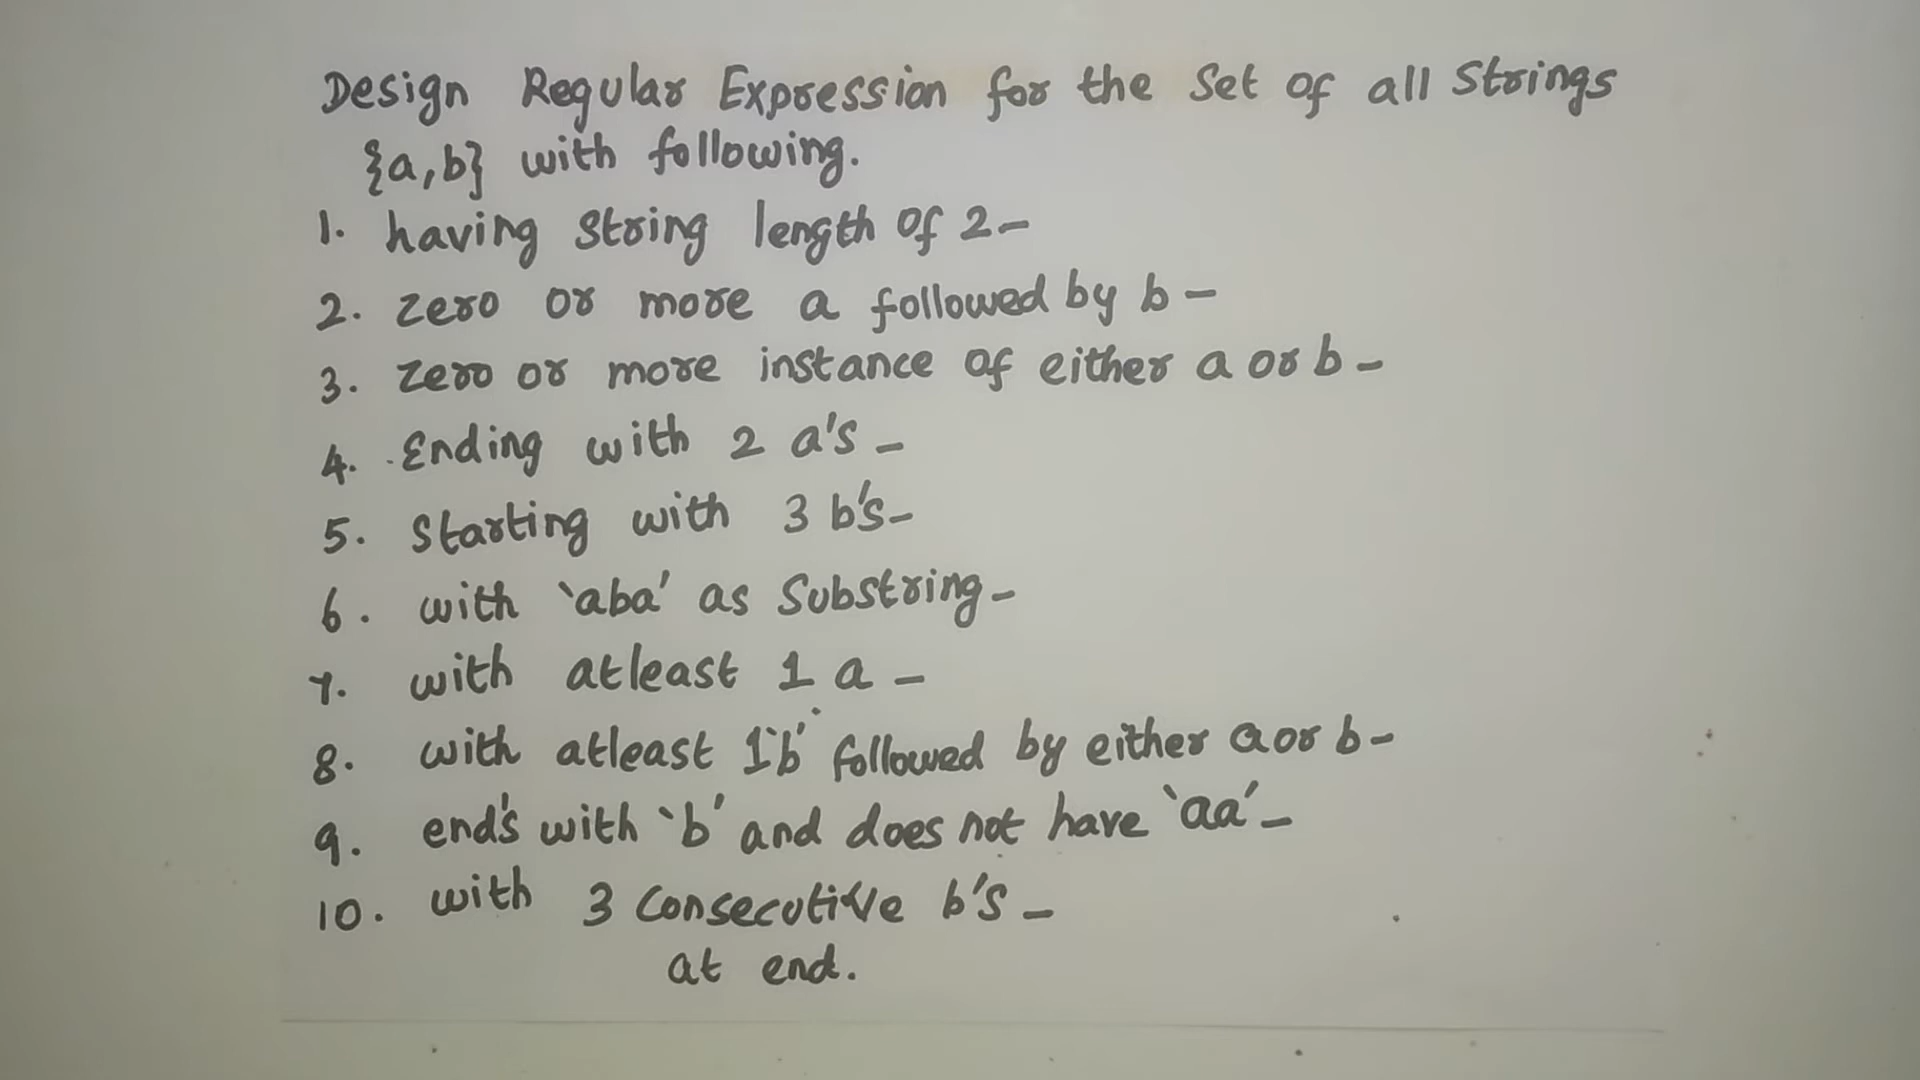 Design Regular Expression for the Set of all Strings
{a,b} with following.
1. having string length of 2-
2. zero or more a followed by b-
3. zero or more instance of either a or b-
4. Ending with 2 a's-
5. Starting with 3 b's-
6. with 'aba' as Substring-
7. with atleast 1 a-
8. with atleast 1 'b' followed by either a or b-
9. end's with 'b' and does not have 'aa'-
10. with 3 Consecutive b's-
at end.